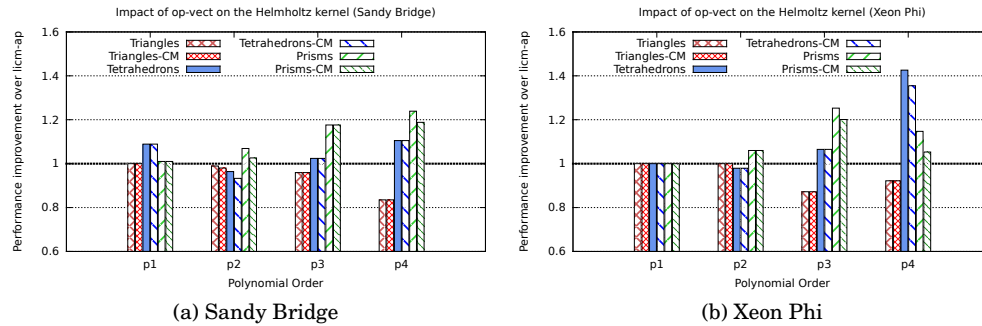 Impact of op-vect on the Helmholtz kernel (Sandy Bridge)
Performance improvement over licm-ap
1.6
1.4
1.2
1
0.8
0.6
Triangles
Triangles-CM
Tetrahedrons
Tetrahedrons-CM
Prisms
Prisms-CM
p1 p2 p3 p4
Polynomial Order
(a) Sandy Bridge
Impact of op-vect on the Helmoltz kernel (Xeon Phi)
Performance improvement over licm-ap
1.6
1.4
1.2
1
0.8
0.6
Triangles
Triangles-CM
Tetrahedrons
Tetrahedrons-CM
Prisms
Prisms-CM
p1 p2 p3 p4
Polynomial Order
(b) Xeon Phi